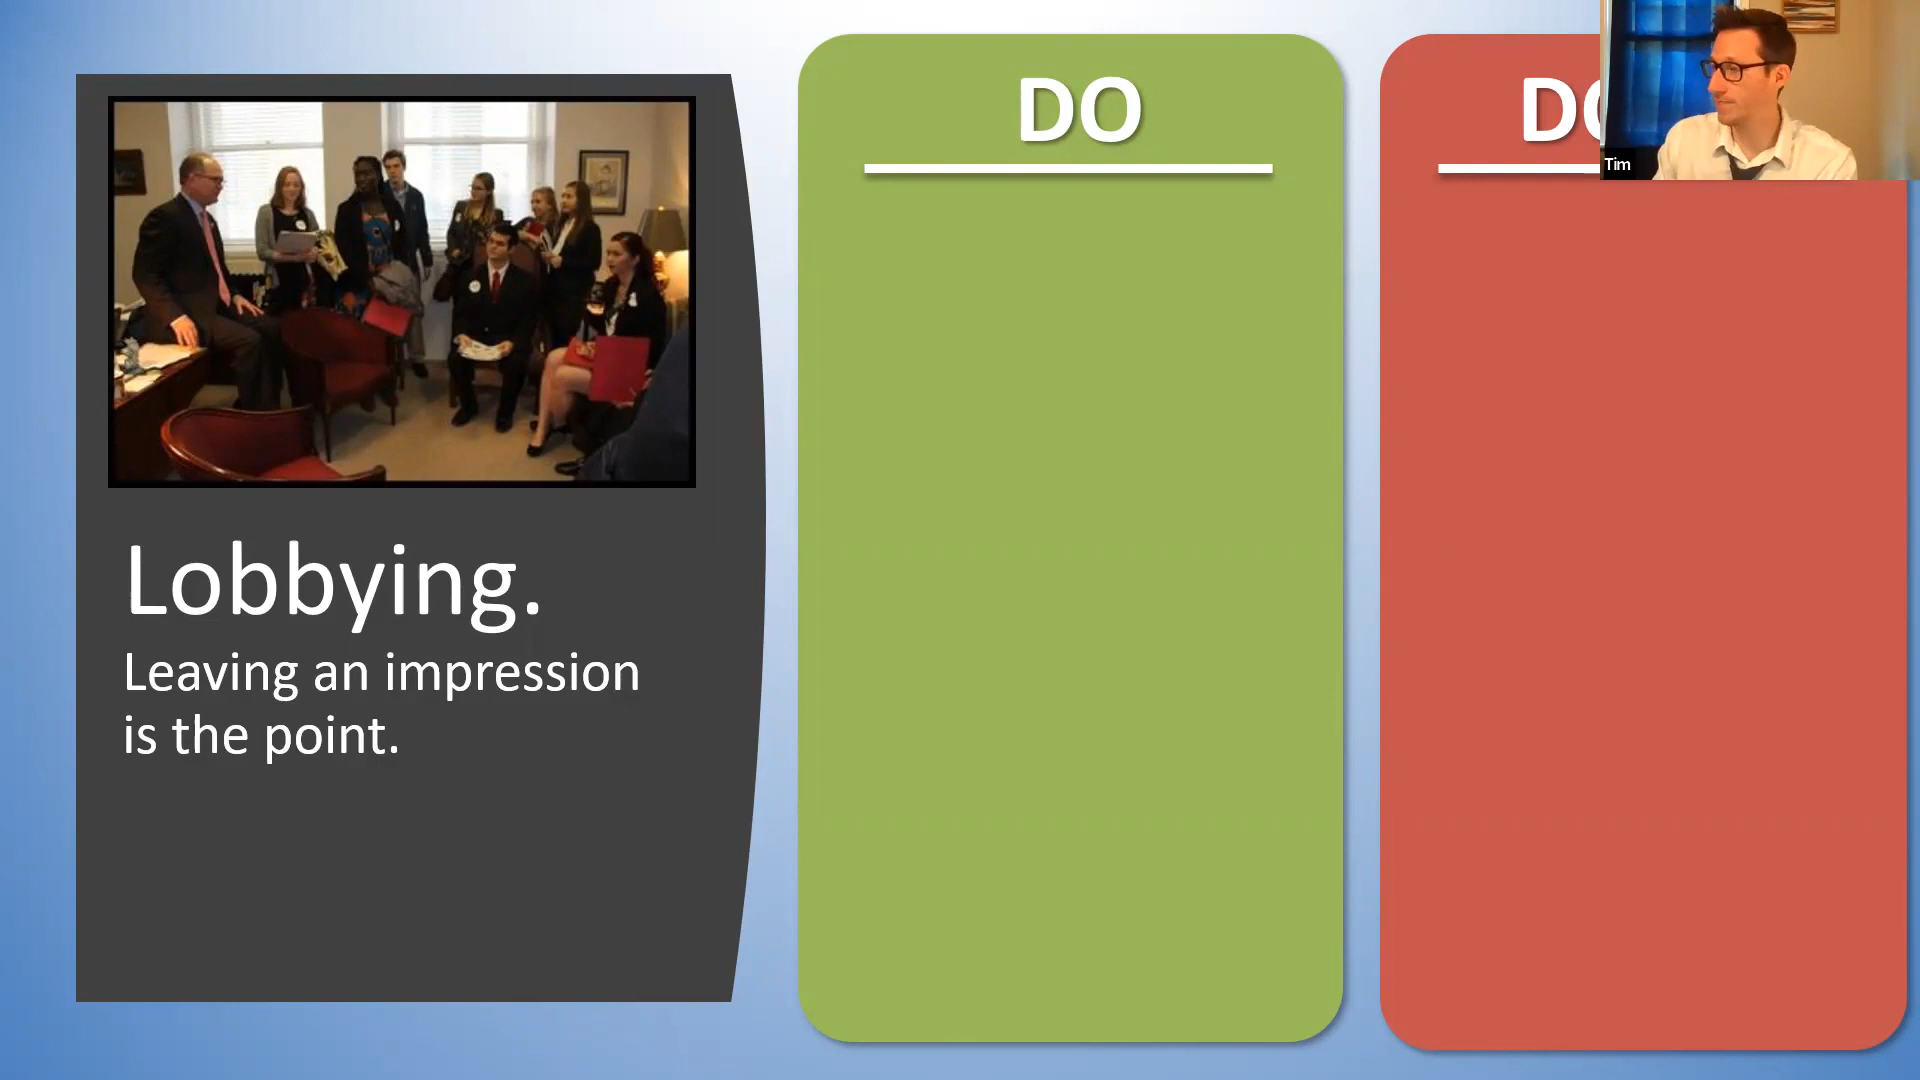 Lobbying.
Leaving an impression
is the point.
DO
Tim